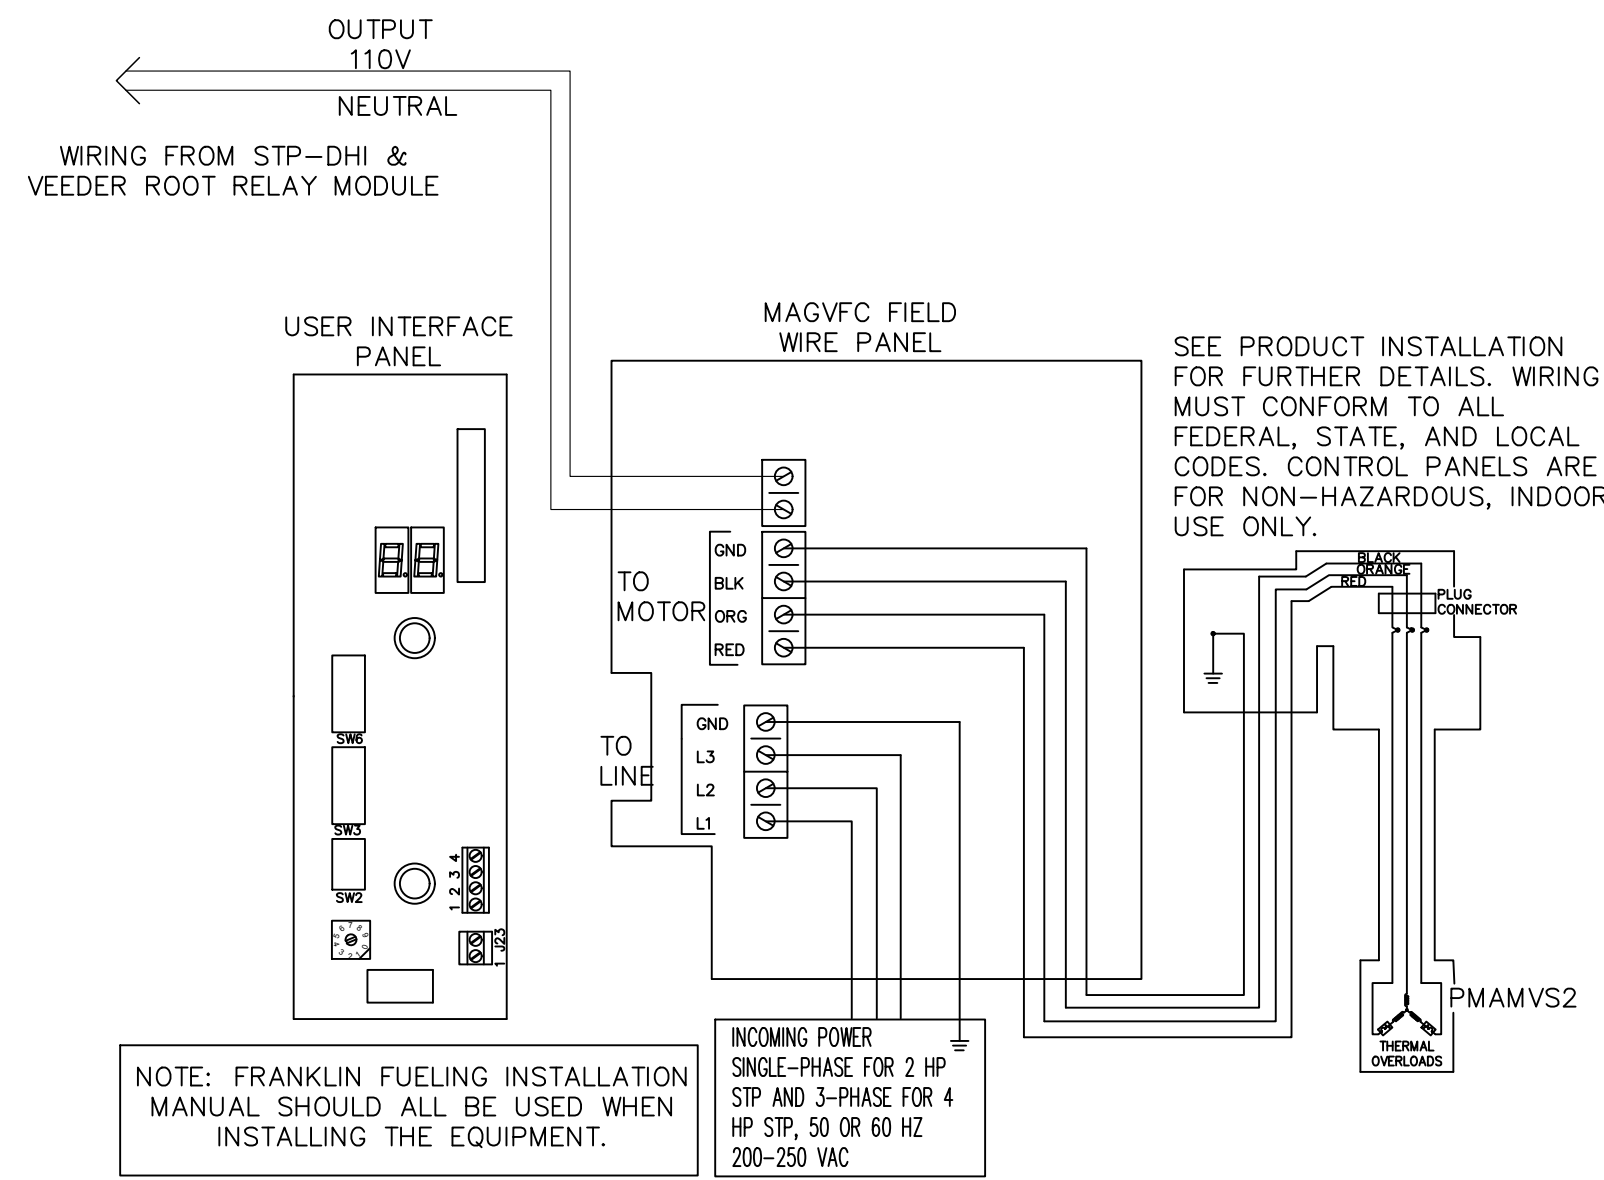 OUTPUT
110V
NEUTRAL
WIRING FROM STP-DHI &
VEEDER ROOT RELAY MODULE
USER INTERFACE
PANEL
SW6
SW3
SW2
1 2 3 4
1 J23
MAGVFC FIELD
WIRE PANEL
TO
MOTOR
GND
BLK
ORG
RED
TO
LINE
GND
L3
L2
L1
SEE PRODUCT INSTALLATION
FOR FURTHER DETAILS. WIRING
MUST CONFORM TO ALL
FEDERAL, STATE, AND LOCAL
CODES. CONTROL PANELS ARE
FOR NON-HAZARDOUS, INDOOR
USE ONLY.
BLACK
ORANGE
RED
PLUG
CONNECTOR
PMAMVS2
THERMAL
OVERLOADS
NOTE: FRANKLIN FUELING INSTALLATION
MANUAL SHOULD ALL BE USED WHEN
INSTALLING THE EQUIPMENT.
INCOMING POWER
SINGLE-PHASE FOR 2 HP
STP AND 3-PHASE FOR 4
HP STP, 50 OR 60 HZ
200-250 VAC